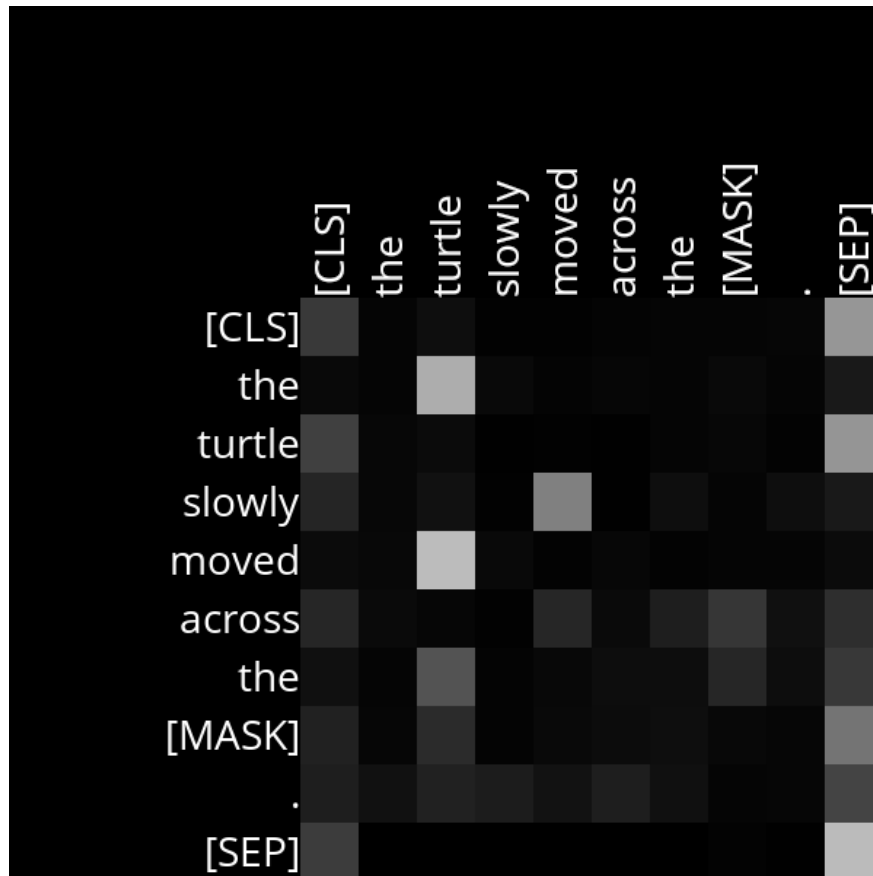 [CLS] the turtle slowly moved across the [MASK] . [SEP]
[CLS]
the
turtle
slowly
moved
across
the
[MASK]
.
[SEP]